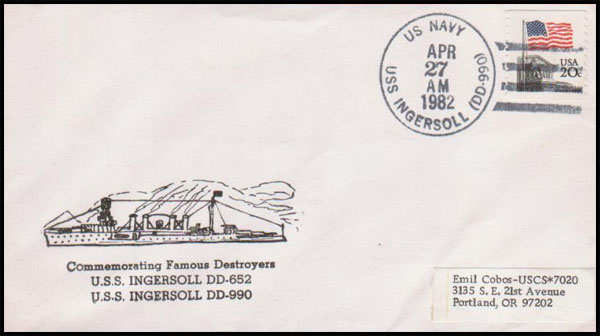 US NAVY
APR
27
AM
1982
USS INGERSOLL (DD-990)
USA
20c
Commemorating Famous Destroyers
U.S.S. INGERSOLL DD-652
U.S.S. INGERSOLL DD-990
Emil Cobos-USCS*7020
3135 S. E. 21st Avenue
Portland, OR 97202